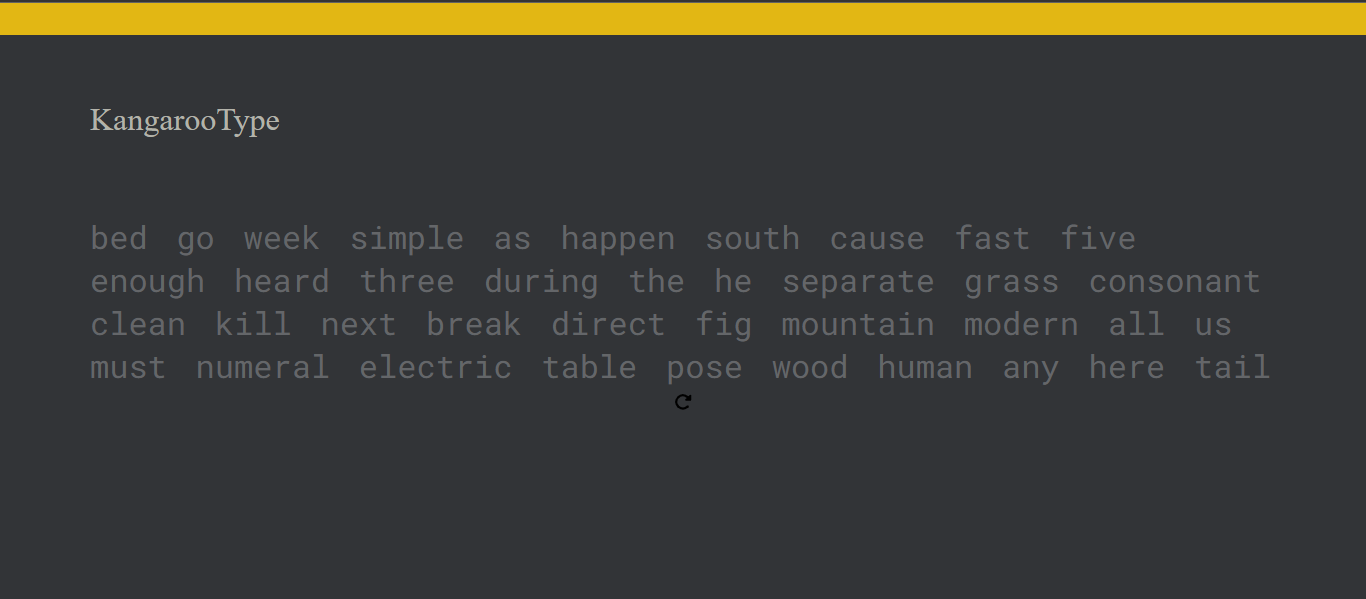 KangarooType
bed go week simple as happen south cause fast five
enough heard three during the he separate grass consonant
clean kill next break direct fig mountain modern all us
must numeral electric table pose wood human any here tail